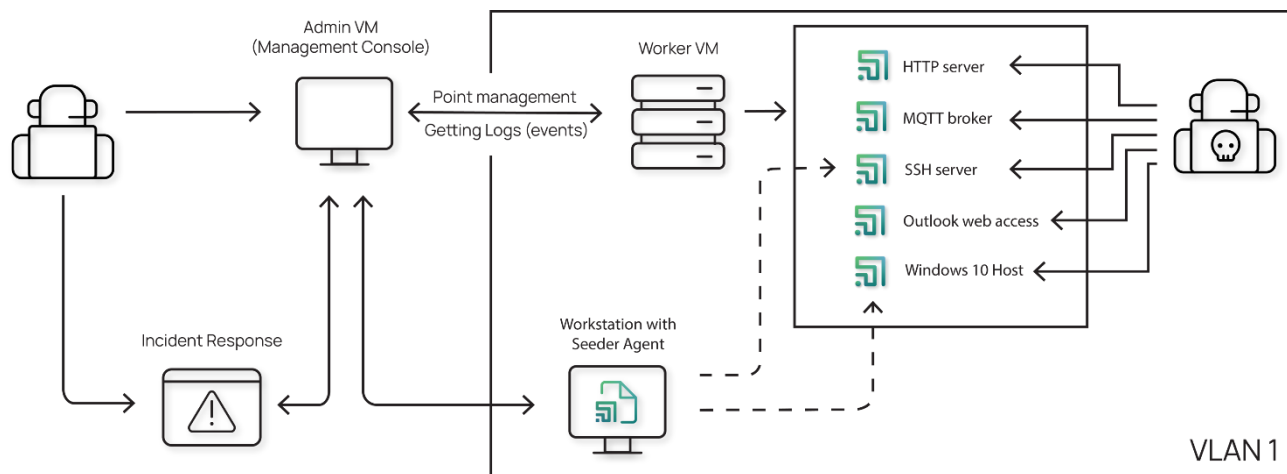 Admin VM
(Management Console)
Worker VM
Point management
Getting Logs (events)
HTTP server
MQTT broker
SSH server
Outlook web access
Windows 10 Host
Incident Response
Workstation with
Seeder Agent
VLAN 1